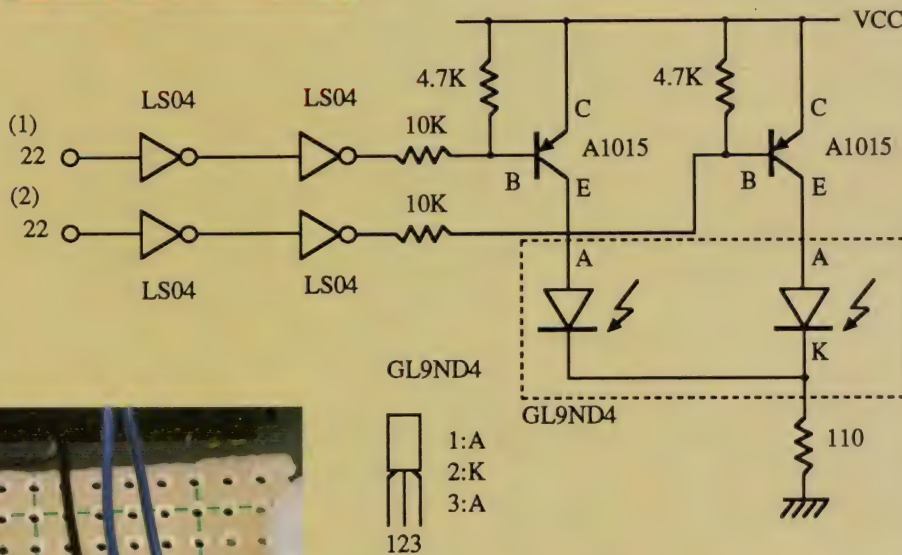 VCC
4.7K
4.7K
LS04
LS04
C
C
(1)
10K
A1015
A1015
22
B
E
B
E
(2)
10K
22
LS04
LS04
A
A
K
GL9ND4
GL9ND4
1:A
2:K
3:A
110
123